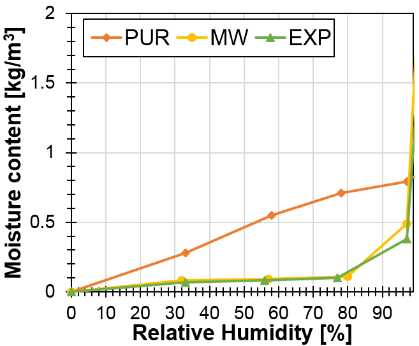 2
PUR MW EXP
1.5
1
0.5
0
Moisture content [kg/m³]
0 10 20 30 40 50 60 70 80 90
Relative Humidity [%]